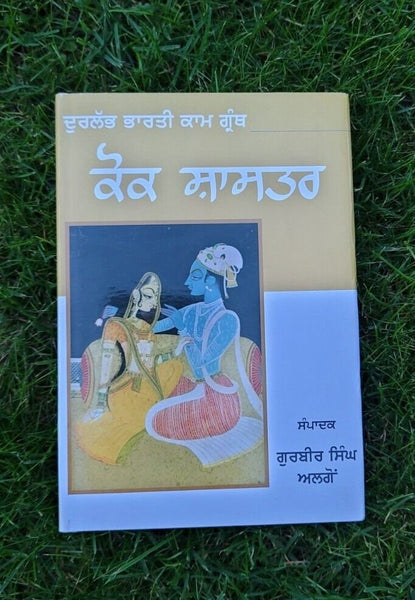 ਦੁਰਲੱਭ ਭਾਰਤੀ ਕਾਮ ਗ੍ਰੰਥ
ਕੋਕ ਸ਼ਾਸਤਰ
ਸੰਪਾਦਕ
ਗੁਰਬੀਰ ਸਿੰਘ
ਅਲਗੋਂ